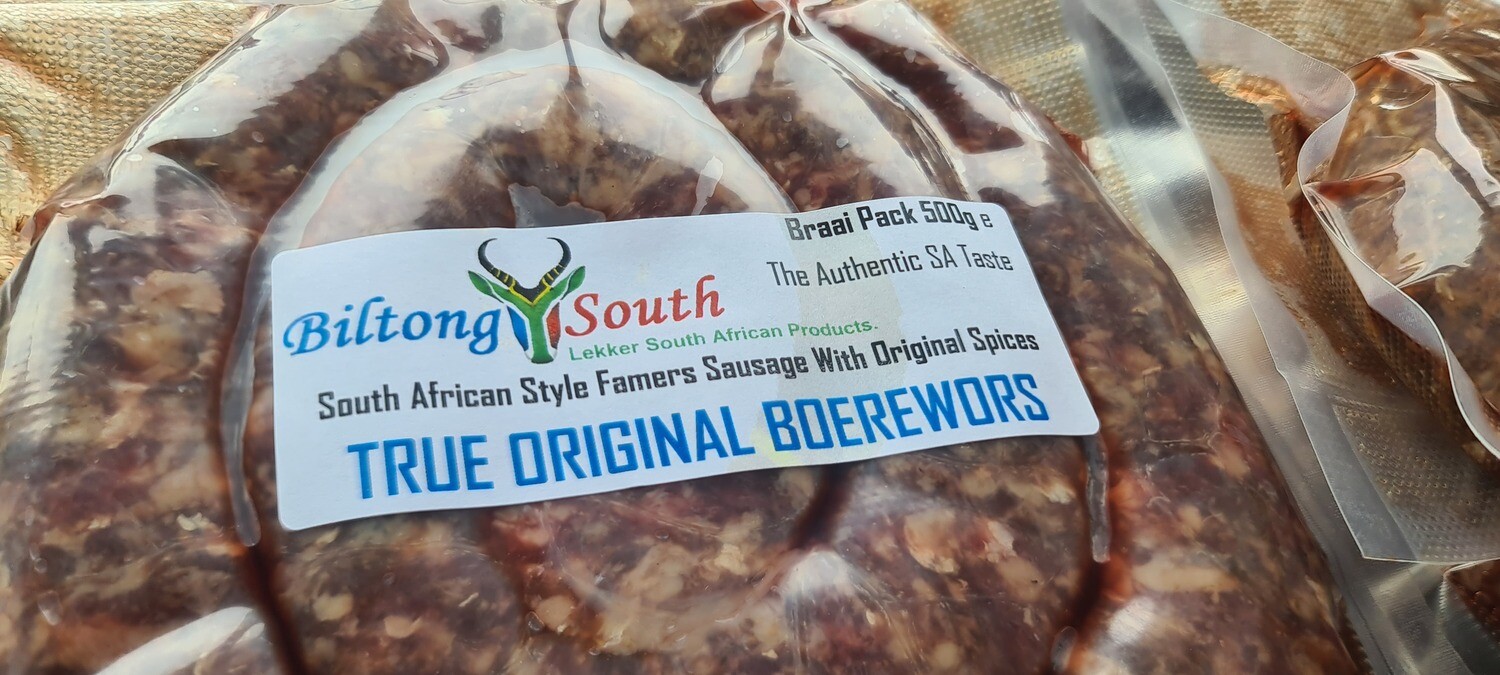 Braai Pack 500g e
The Authentic SA Taste
Biltong South
Lekker South African Products.
South African Style Famers Sausage With Original Spices
TRUE ORIGINAL BOEREWORS